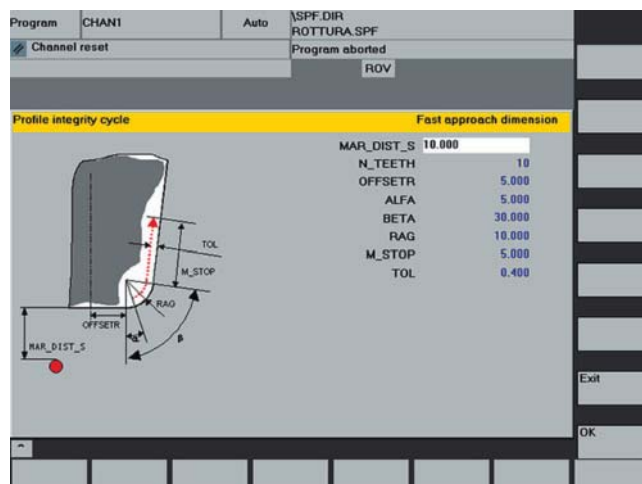 Program CHAN1 Auto \SPF.DIR
ROTTURA.SPF
Channel reset Program aborted
ROV
Profile integrity cycle Fast approach dimension
MAR_DIST_S 10.000
N_TEETH 10
OFFSETR 5.000
ALFA 5.000
BETA 30.000
RAG 10.000
M_STOP 5.000
TOL 0.400
TOL
M_STOP
RAG
OFFSETR
α
β
MAR_DIST_S
Exit
OK
^